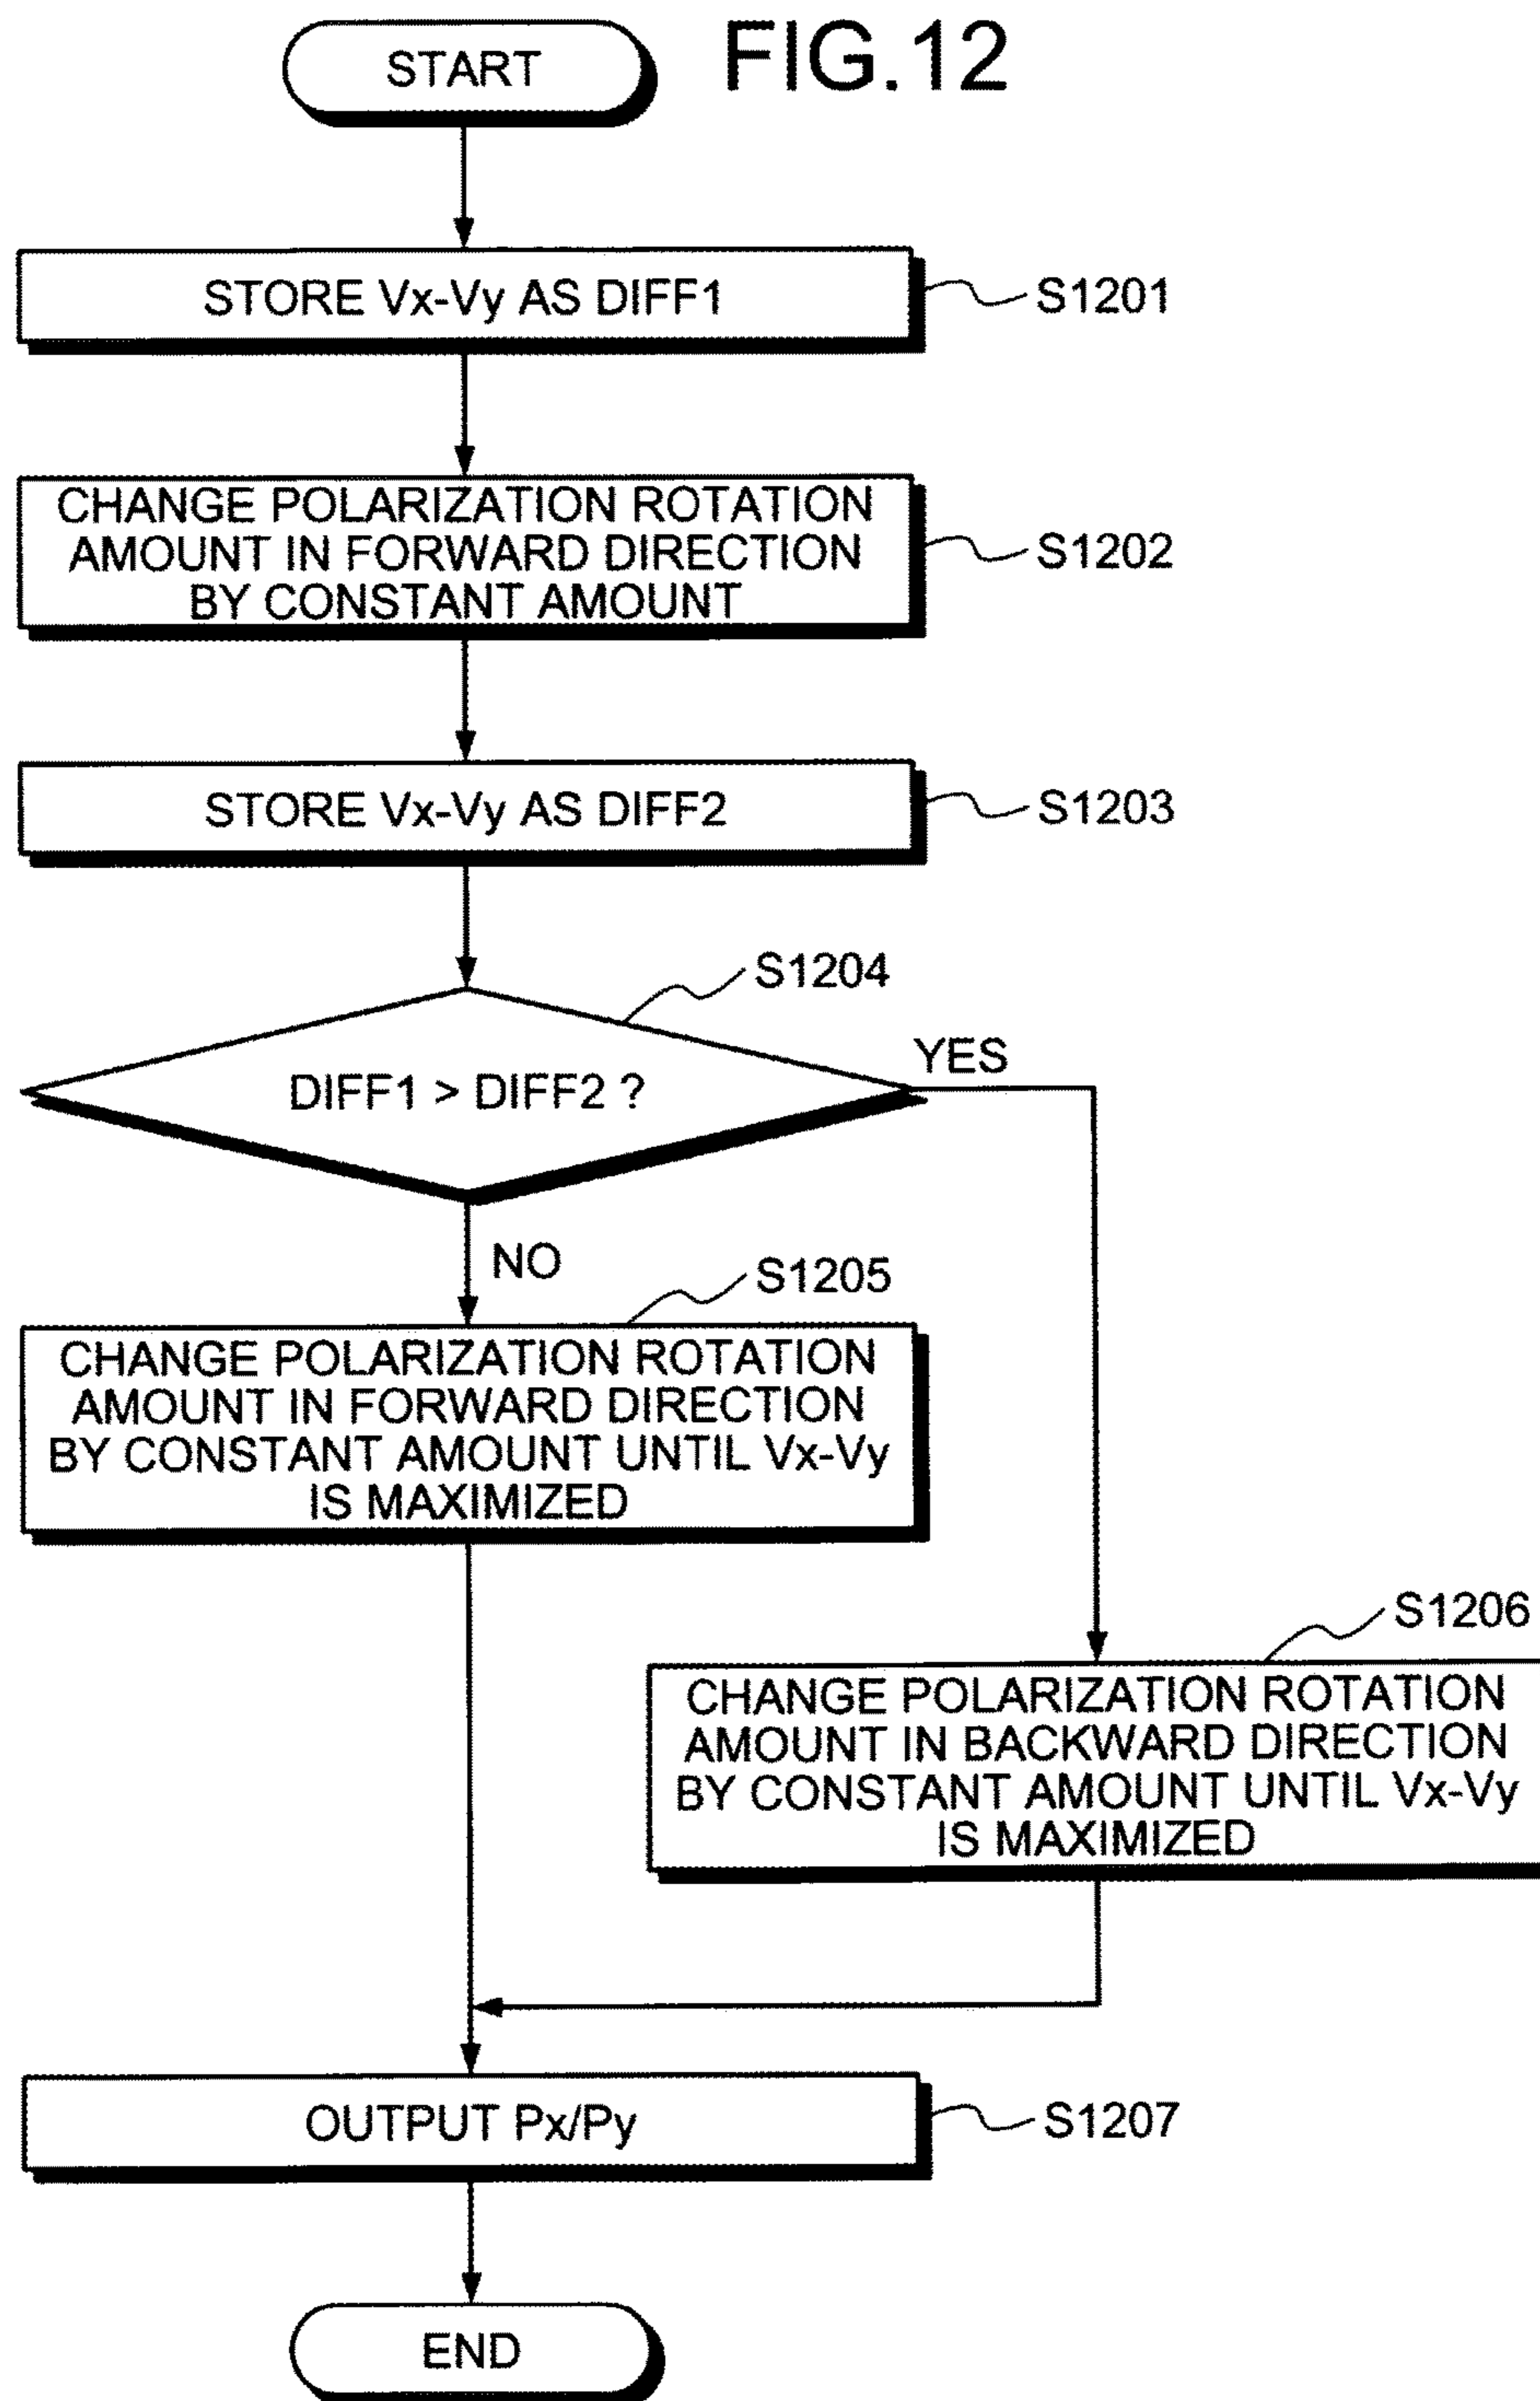 START
FIG.12
STORE Vx-Vy AS DIFF1
S1201
CHANGE POLARIZATION ROTATION
AMOUNT IN FORWARD DIRECTION
BY CONSTANT AMOUNT
S1202
STORE Vx-Vy AS DIFF2
S1203
S1204
DIFF1 > DIFF2 ?
YES
NO
S1205
CHANGE POLARIZATION ROTATION
AMOUNT IN FORWARD DIRECTION
BY CONSTANT AMOUNT UNTIL Vx-Vy
IS MAXIMIZED
S1206
CHANGE POLARIZATION ROTATION
AMOUNT IN BACKWARD DIRECTION
BY CONSTANT AMOUNT UNTIL Vx-Vy
IS MAXIMIZED
OUTPUT Px/Py
S1207
END